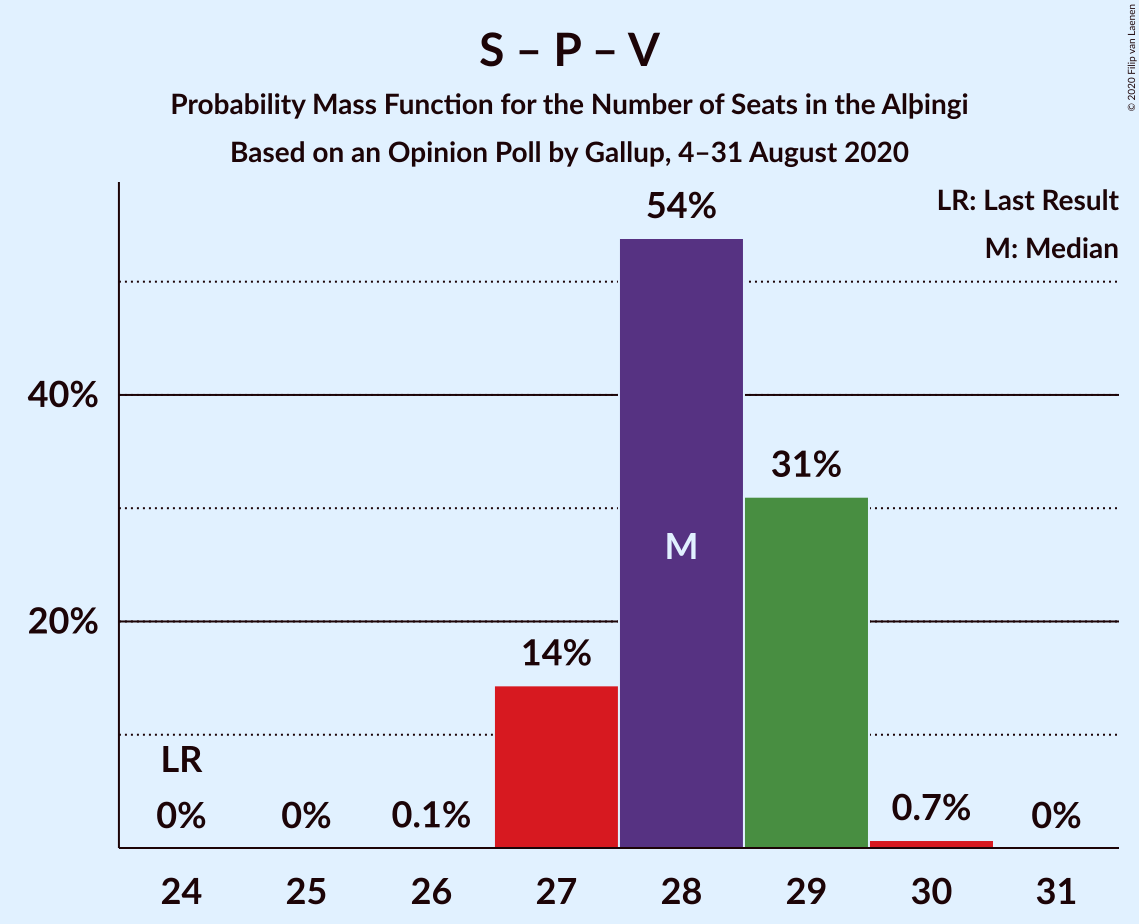 S – P – V
Probability Mass Function for the Number of Seats in the Alþingi
Based on an Opinion Poll by Gallup, 4–31 August 2020
© 2020 Filip van Laenen
LR: Last Result
M: Median
54%
40%
31%
M
20%
14%
LR
0%
0%
0.1%
0.7%
0%
24
25
26
27
28
29
30
31